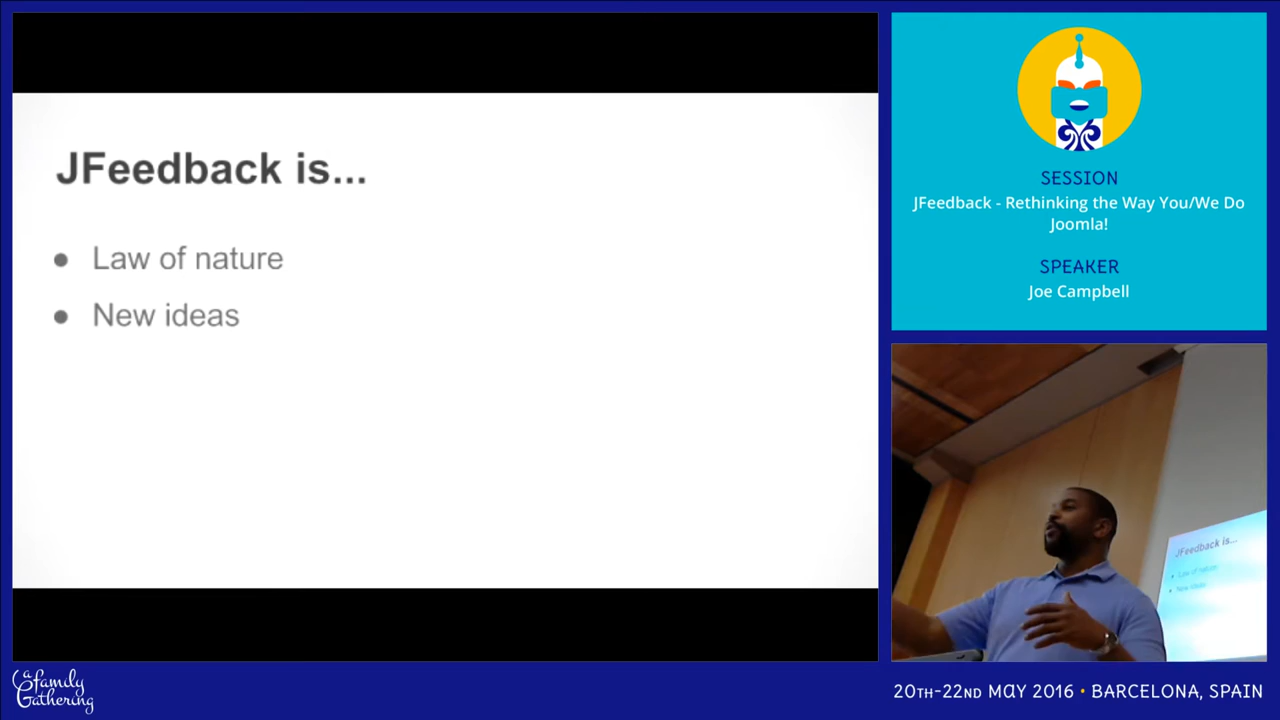 JFeedback is...
● Law of nature
● New ideas
SESSION
JFeedback - Rethinking the Way You/We Do
Joomla!
SPEAKER
Joe Campbell
JFeedback is...
Law of nature
New ideas
a family
Gathering
20TH-22ND MAY 2016 • BARCELONA, SPAIN